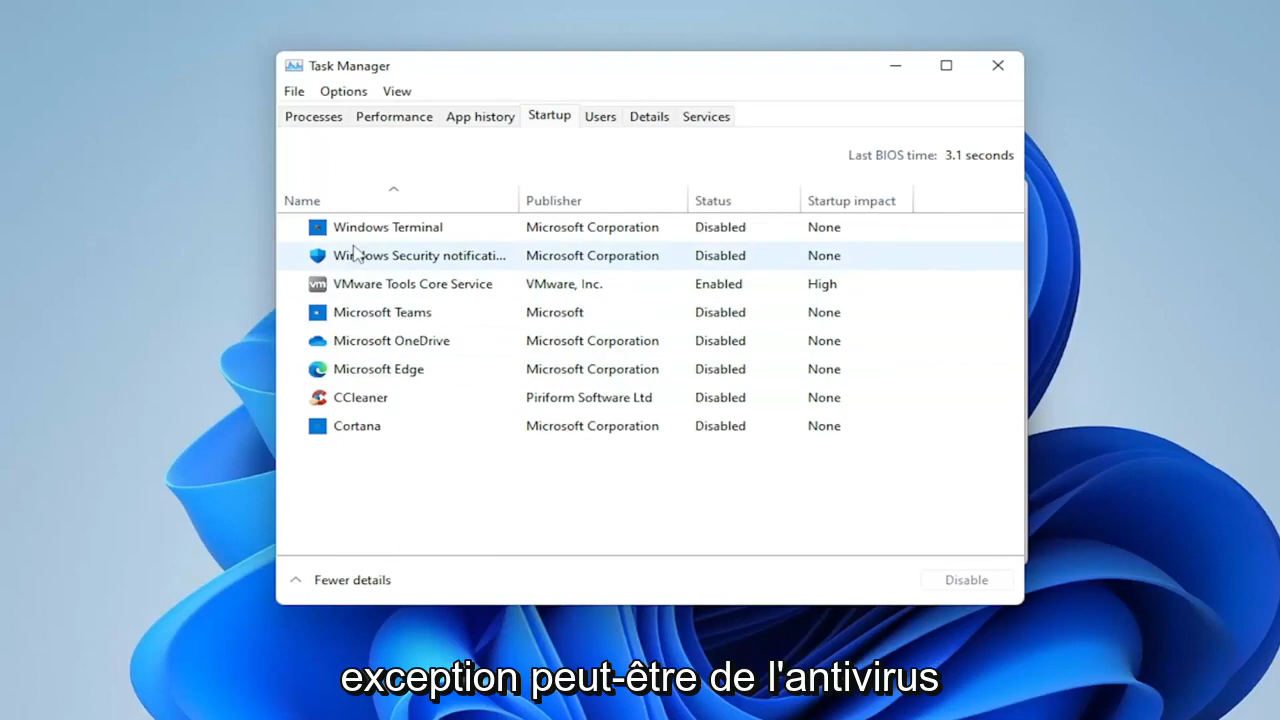 Task Manager
File Options View
Processes Performance App history Startup Users Details Services
Last BIOS time: 3.1 seconds
Name Publisher Status Startup impact
Windows Terminal Microsoft Corporation Disabled None
Windows Security notificati... Microsoft Corporation Disabled None
vm VMware Tools Core Service VMware, Inc. Enabled High
Microsoft Teams Microsoft Disabled None
Microsoft OneDrive Microsoft Corporation Disabled None
Microsoft Edge Microsoft Corporation Disabled None
CCleaner Piriform Software Ltd Disabled None
Cortana Microsoft Corporation Disabled None
Fewer details Disable
exception peut-être de l'antivirus